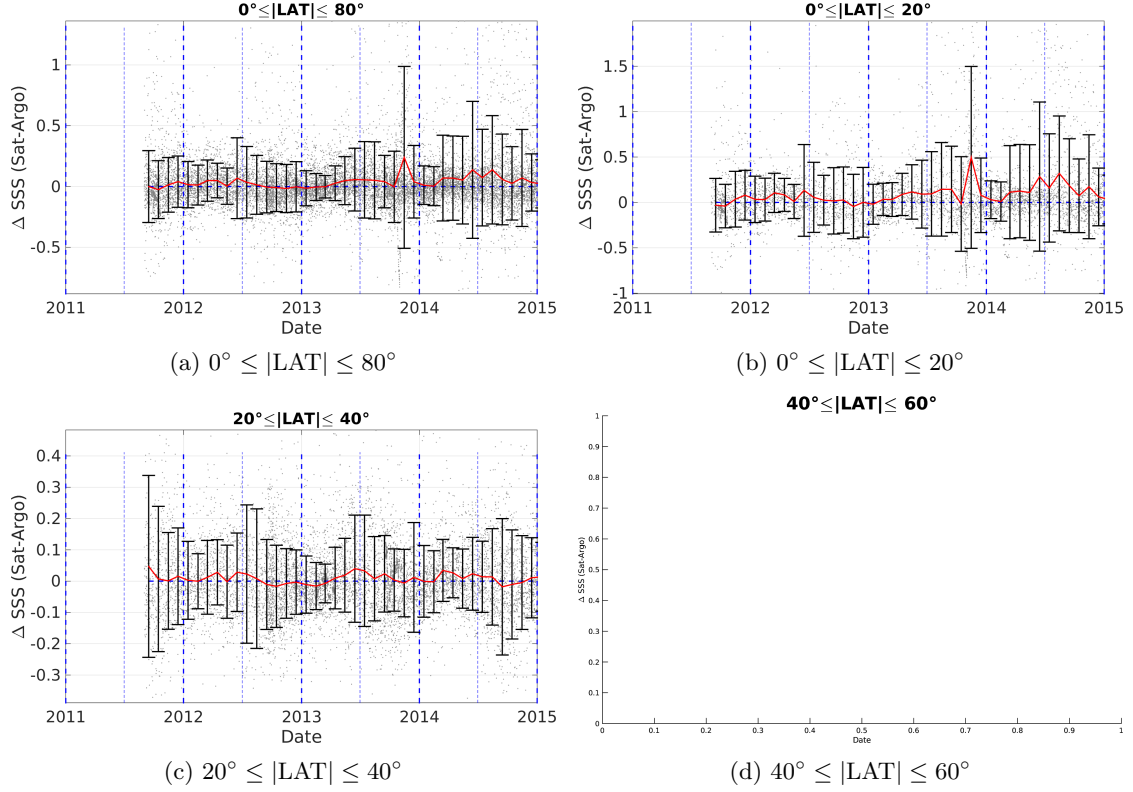 0°≤|LAT|≤ 80°
Δ SSS (Sat-Argo)
1
0.5
0
-0.5
2011 2012 2013 2014 2015
Date
(a) 0° ≤ |LAT| ≤ 80°
0°≤|LAT|≤ 20°
Δ SSS (Sat-Argo)
1.5
1
0.5
0
-0.5
-1
2011 2012 2013 2014 2015
Date
(b) 0° ≤ |LAT| ≤ 20°
20°≤|LAT|≤ 40°
Δ SSS (Sat-Argo)
0.4
0.3
0.2
0.1
0
-0.1
-0.2
-0.3
2011 2012 2013 2014 2015
Date
(c) 20° ≤ |LAT| ≤ 40°
40°≤|LAT|≤ 60°
Δ SSS (Sat-Argo)
1
0.9
0.8
0.7
0.6
0.5
0.4
0.3
0.2
0.1
0
0 0.1 0.2 0.3 0.4 0.5 0.6 0.7 0.8 0.9 1
Date
(d) 40° ≤ |LAT| ≤ 60°